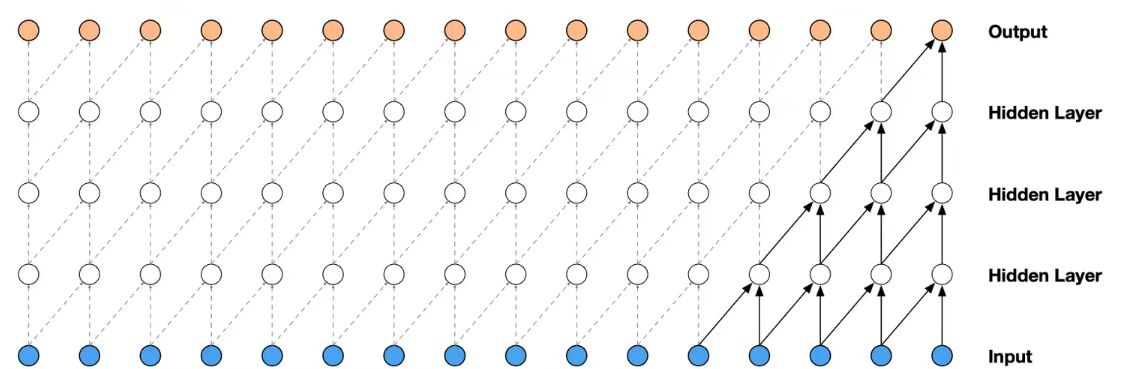 Output
Hidden Layer
Hidden Layer
Hidden Layer
Input